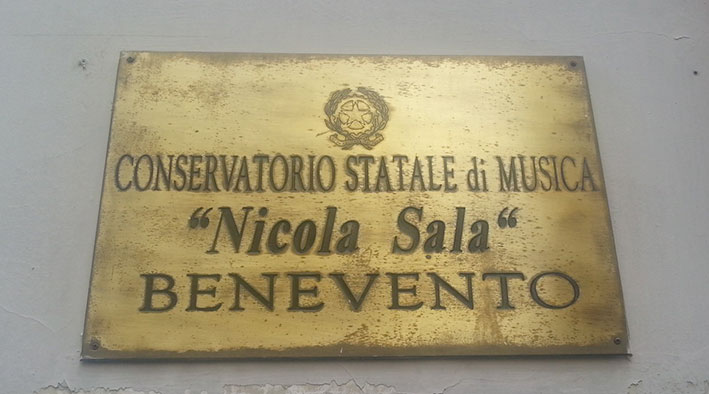 CONSERVATORIO STATALE di MUSICA
“Nicola Sala“
BENEVENTO